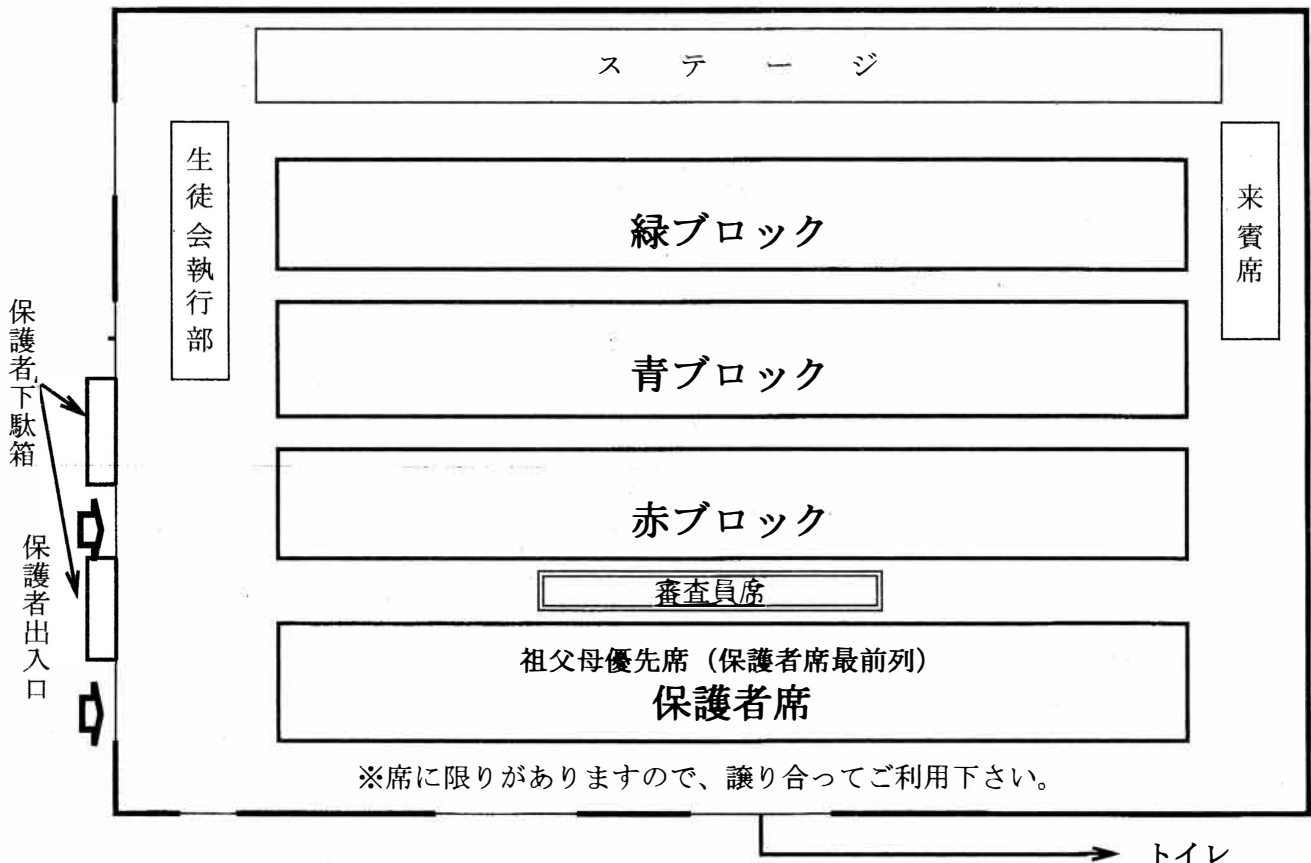 ステージ
生徒会執行部
来賓席
緑ブロック
青ブロック
保護者下駄箱
赤ブロック
保護者出入口
審査員席
祖父母優先席（保護者席最前列）
保護者席
※席に限りがありますので、譲り合ってご利用下さい。
トイレ